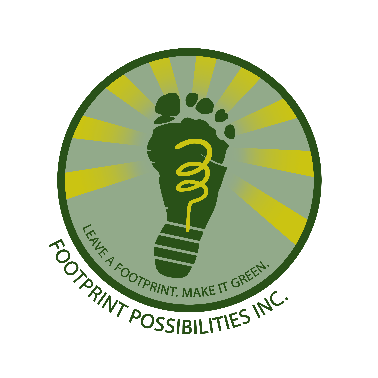 LEAVE A FOOTPRINT. MAKE IT GREEN.
FOOTPRINT POSSIBILITIES INC.